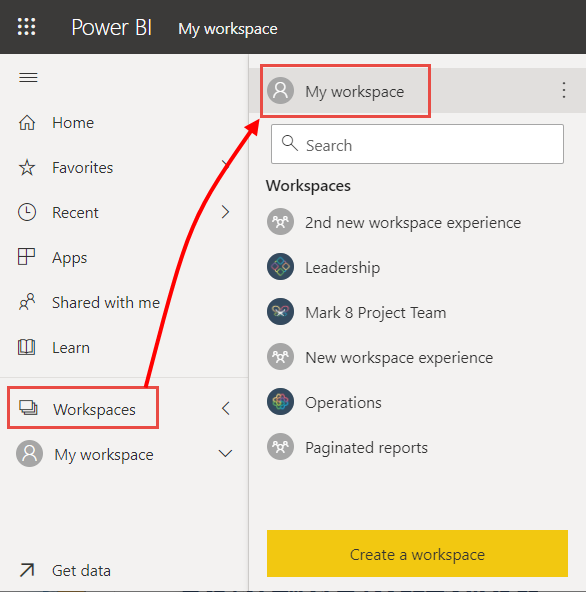 Power BI My workspace
Home
Favorites
Recent
Apps
Shared with me
Learn
Workspaces
My workspace
Get data
My workspace
Search
Workspaces
2nd new workspace experience
Leadership
Mark 8 Project Team
New workspace experience
Operations
Paginated reports
Create a workspace